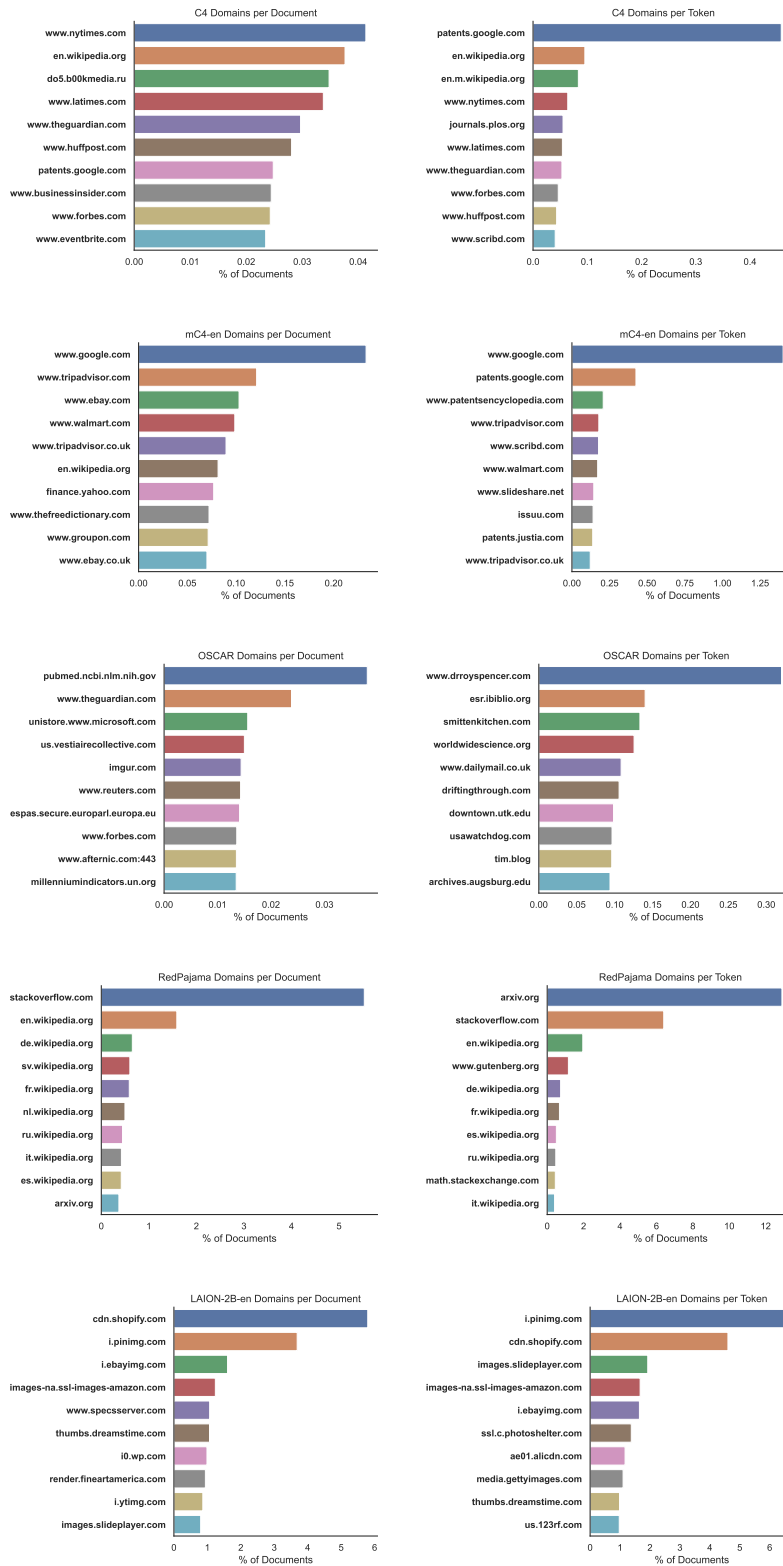 C4 Domains per Document
www.nytimes.com
en.wikipedia.org
do5.b00kmedia.ru
www.latimes.com
www.theguardian.com
www.huffpost.com
patents.google.com
www.businessinsider.com
www.forbes.com
www.eventbrite.com
0.00 0.01 0.02 0.03 0.04
% of Documents
C4 Domains per Token
patents.google.com
en.wikipedia.org
en.m.wikipedia.org
www.nytimes.com
journals.plos.org
www.latimes.com
www.theguardian.com
www.forbes.com
www.huffpost.com
www.scribd.com
0.0 0.1 0.2 0.3 0.4
% of Documents
mC4-en Domains per Document
www.google.com
www.tripadvisor.com
www.ebay.com
www.walmart.com
www.tripadvisor.co.uk
en.wikipedia.org
finance.yahoo.com
www.thefreedictionary.com
www.groupon.com
www.ebay.co.uk
0.00 0.05 0.10 0.15 0.20
% of Documents
mC4-en Domains per Token
www.google.com
patents.google.com
www.patentsencyclopedia.com
www.tripadvisor.com
www.scribd.com
www.walmart.com
www.slideshare.net
issuu.com
patents.justia.com
www.tripadvisor.co.uk
0.00 0.25 0.50 0.75 1.00 1.25
% of Documents
OSCAR Domains per Document
pubmed.ncbi.nlm.nih.gov
www.theguardian.com
unistore.www.microsoft.com
us.vestiairecollective.com
imgur.com
www.reuters.com
espas.secure.europarl.europa.eu
www.forbes.com
www.afternic.com:443
millenniumindicators.un.org
0.00 0.01 0.02 0.03
% of Documents
OSCAR Domains per Token
www.drroyspencer.com
esr.ibiblio.org
smittenkitchen.com
worldwidescience.org
www.dailymail.co.uk
driftingthrough.com
downtown.utk.edu
usawatchdog.com
tim.blog
archives.augsburg.edu
0.00 0.05 0.10 0.15 0.20 0.25 0.30
% of Documents
RedPajama Domains per Document
stackoverflow.com
en.wikipedia.org
de.wikipedia.org
sv.wikipedia.org
fr.wikipedia.org
nl.wikipedia.org
ru.wikipedia.org
it.wikipedia.org
es.wikipedia.org
arxiv.org
0 1 2 3 4 5
% of Documents
RedPajama Domains per Token
arxiv.org
stackoverflow.com
en.wikipedia.org
www.gutenberg.org
de.wikipedia.org
fr.wikipedia.org
es.wikipedia.org
ru.wikipedia.org
math.stackexchange.com
it.wikipedia.org
0 2 4 6 8 10 12
% of Documents
LAION-2B-en Domains per Document
cdn.shopify.com
i.pinimg.com
i.ebayimg.com
images-na.ssl-images-amazon.com
www.specsserver.com
thumbs.dreamstime.com
i0.wp.com
render.fineartamerica.com
i.ytimg.com
images.slideplayer.com
0 1 2 3 4 5 6
% of Documents
LAION-2B-en Domains per Token
i.pinimg.com
cdn.shopify.com
images.slideplayer.com
images-na.ssl-images-amazon.com
i.ebayimg.com
ssl.c.photoshelter.com
ae01.alicdn.com
media.gettyimages.com
thumbs.dreamstime.com
us.123rf.com
0 1 2 3 4 5 6
% of Documents